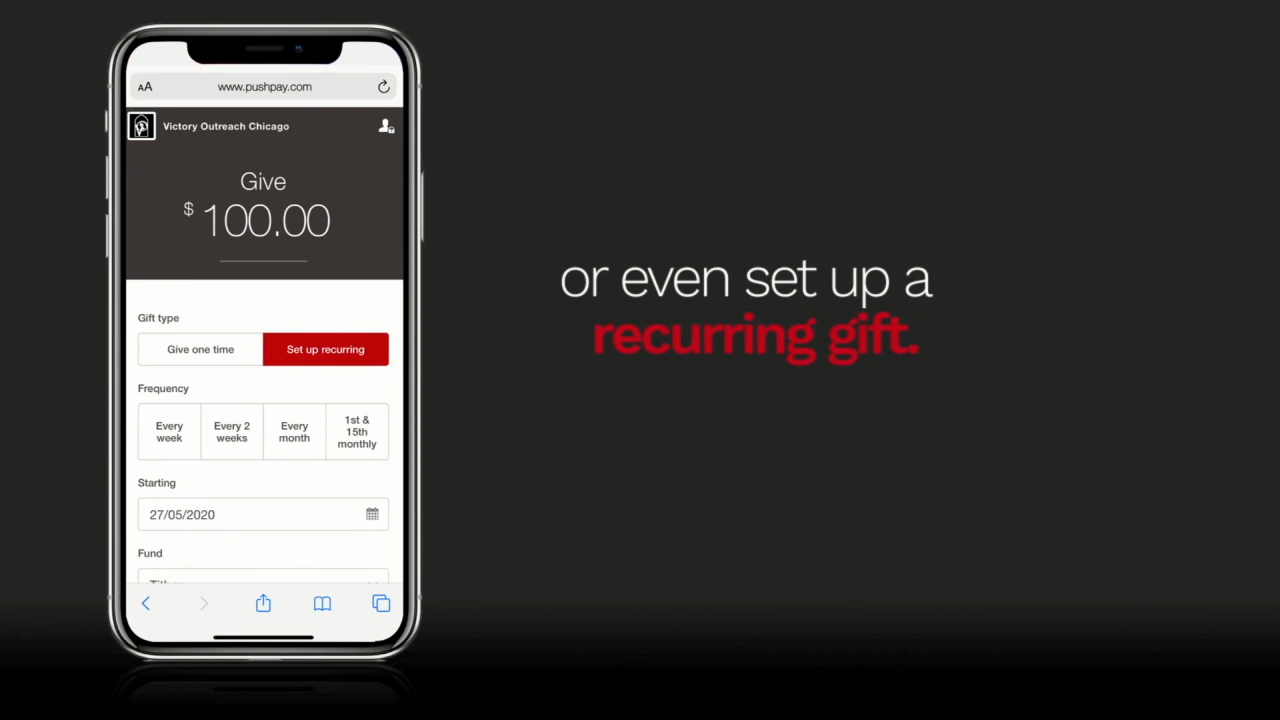 AA
www.pushpay.com
Victory Outreach Chicago
Give
$ 100.00
or even set up a
recurring gift.
Gift type
Give one time
Set up recurring
Frequency
Every
week
Every 2
weeks
Every
month
1st &
15th
monthly
Starting
27/05/2020
Fund